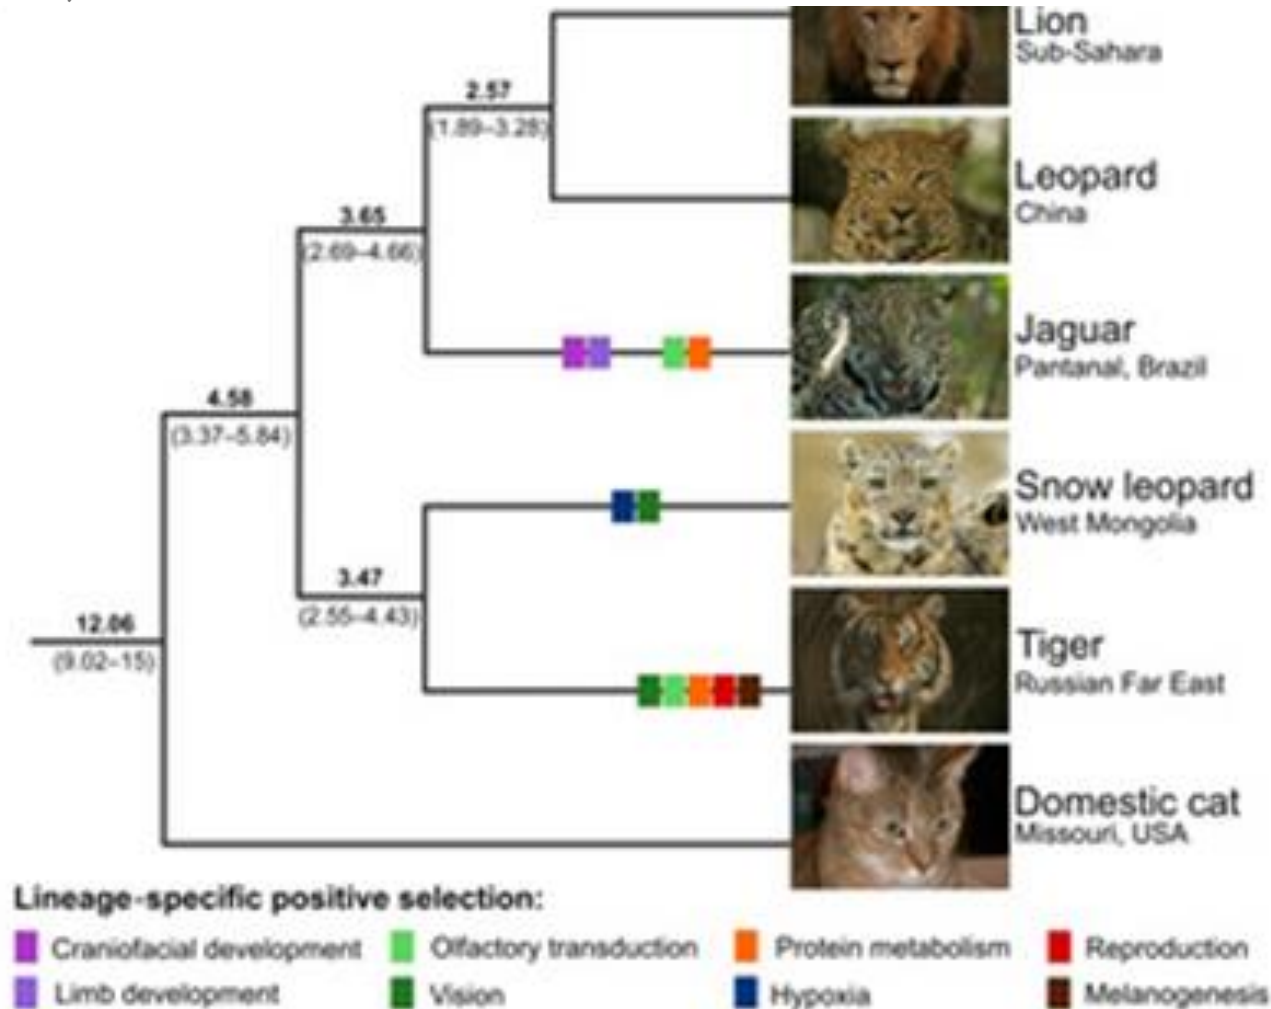 Lion
Sub-Sahara
2.57
(1.89–3.28)
Leopard
China
3.65
(2.69–4.66)
Jaguar
Pantanal, Brazil
4.58
(3.37–5.84)
Snow leopard
West Mongolia
3.47
(2.55–4.43)
12.06
(9.02–15)
Tiger
Russian Far East
Domestic cat
Missouri, USA
Lineage-specific positive selection:
Craniofacial development Olfactory transduction Protein metabolism Reproduction
Limb development Vision Hypoxia Melanogenesis